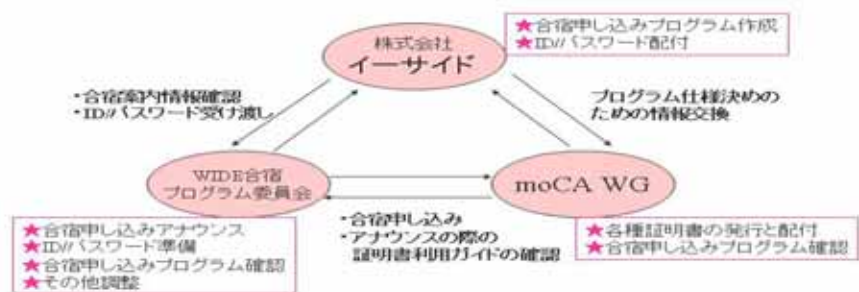 株式会社
イーサイド
★合宿申し込みプログラム作成
★ID/パスワード配付
・合宿案内情報確認
・ID/パスワード受け渡し
プログラム仕様決めの
ための情報交換
WIDE合宿
プログラム委員会
moCA WG
★合宿申し込みアナウンス
★ID/パスワード準備
★合宿申し込みプログラム確認
★その他調整
・合宿申し込み
・アナウンスの際の
証明書利用ガイドの確認
★各種証明書の発行と配付
★合宿申し込みプログラム確認